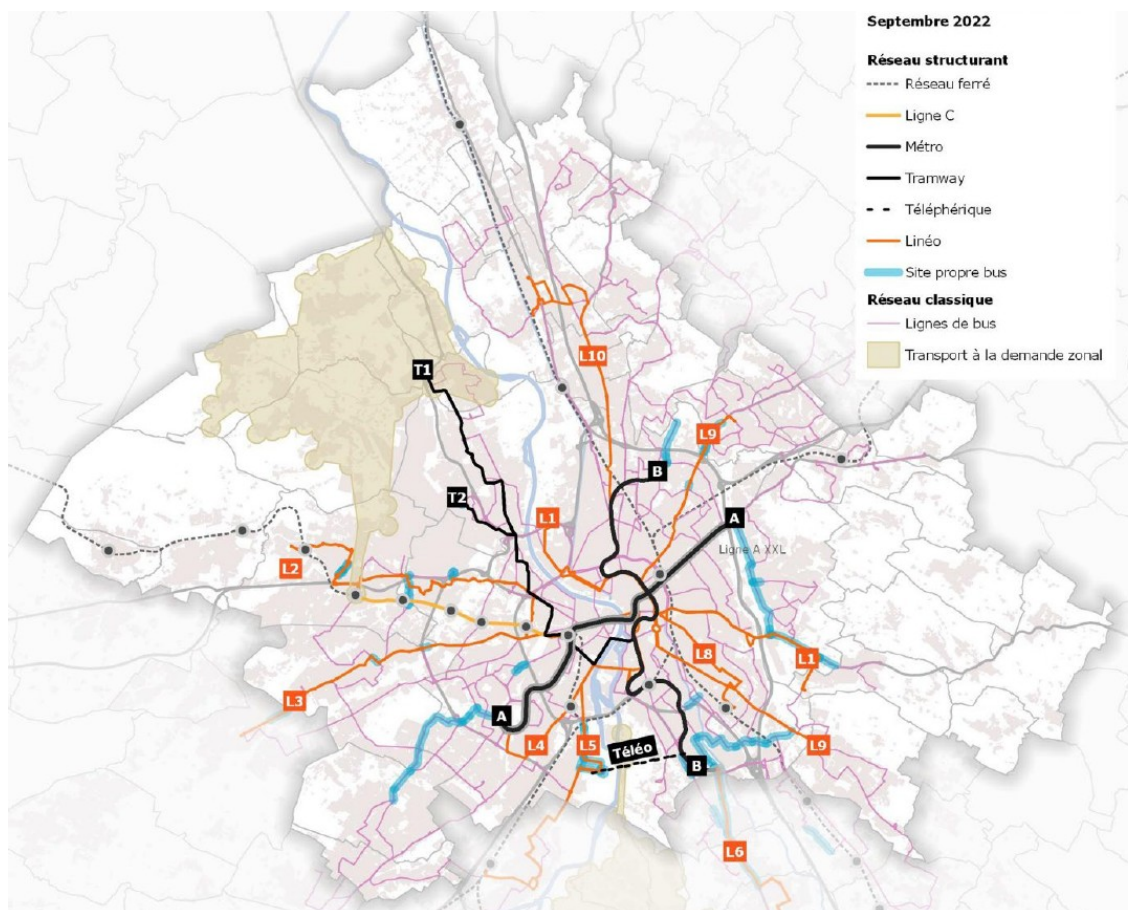 Septembre 2022
Réseau structurant
Réseau ferré
Ligne C
Métro
Tramway
Téléphérique
Linéo
Site propre bus
Réseau classique
Lignes de bus
Transport à la demande zonal
L10
T1
L9
B
T2
L1
A
Ligne A XXL
L2
L8
L1
L3
A
L4
L5
Téléo
L9
B
L6